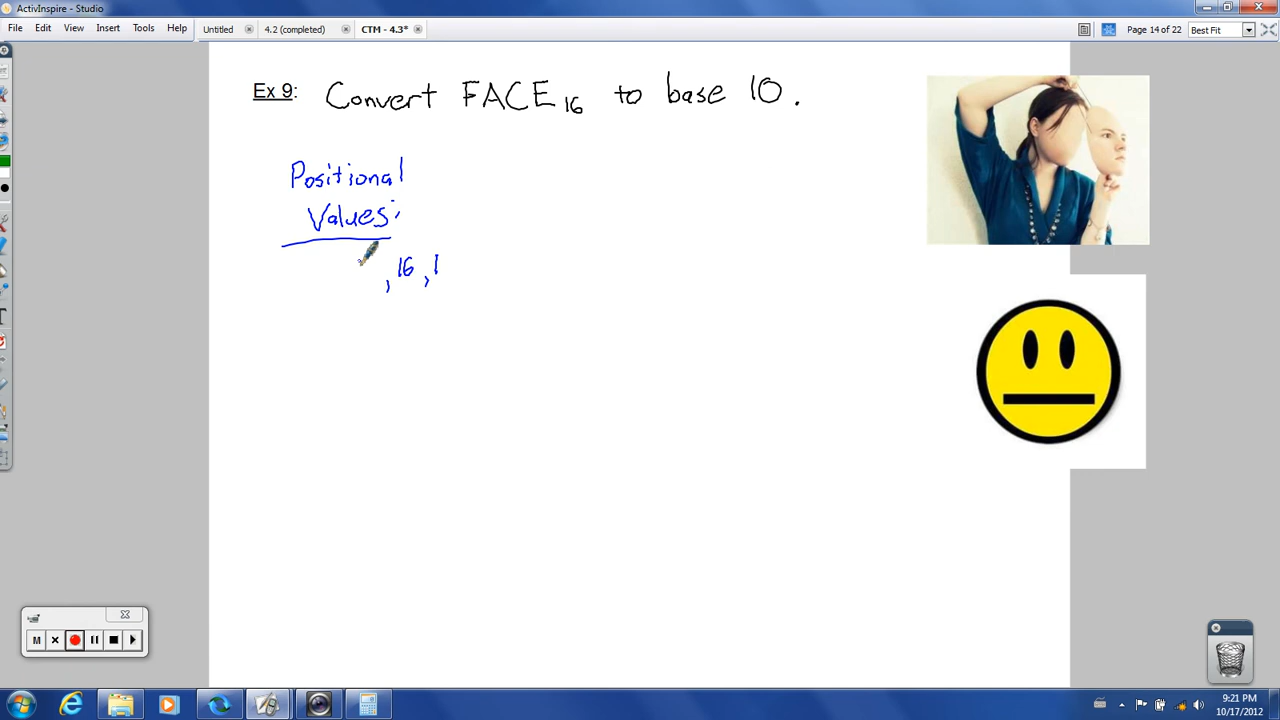 ActivInspire - Studio
File Edit View Insert Tools Help
Untitled
4.2 (completed)
CTM - 4.3*
Page 14 of 22
Best Fit
Ex 9: Convert FACE₁₆ to base 10.
Positional
Values:
, 16 , 1
M
9:21 PM
10/17/2012